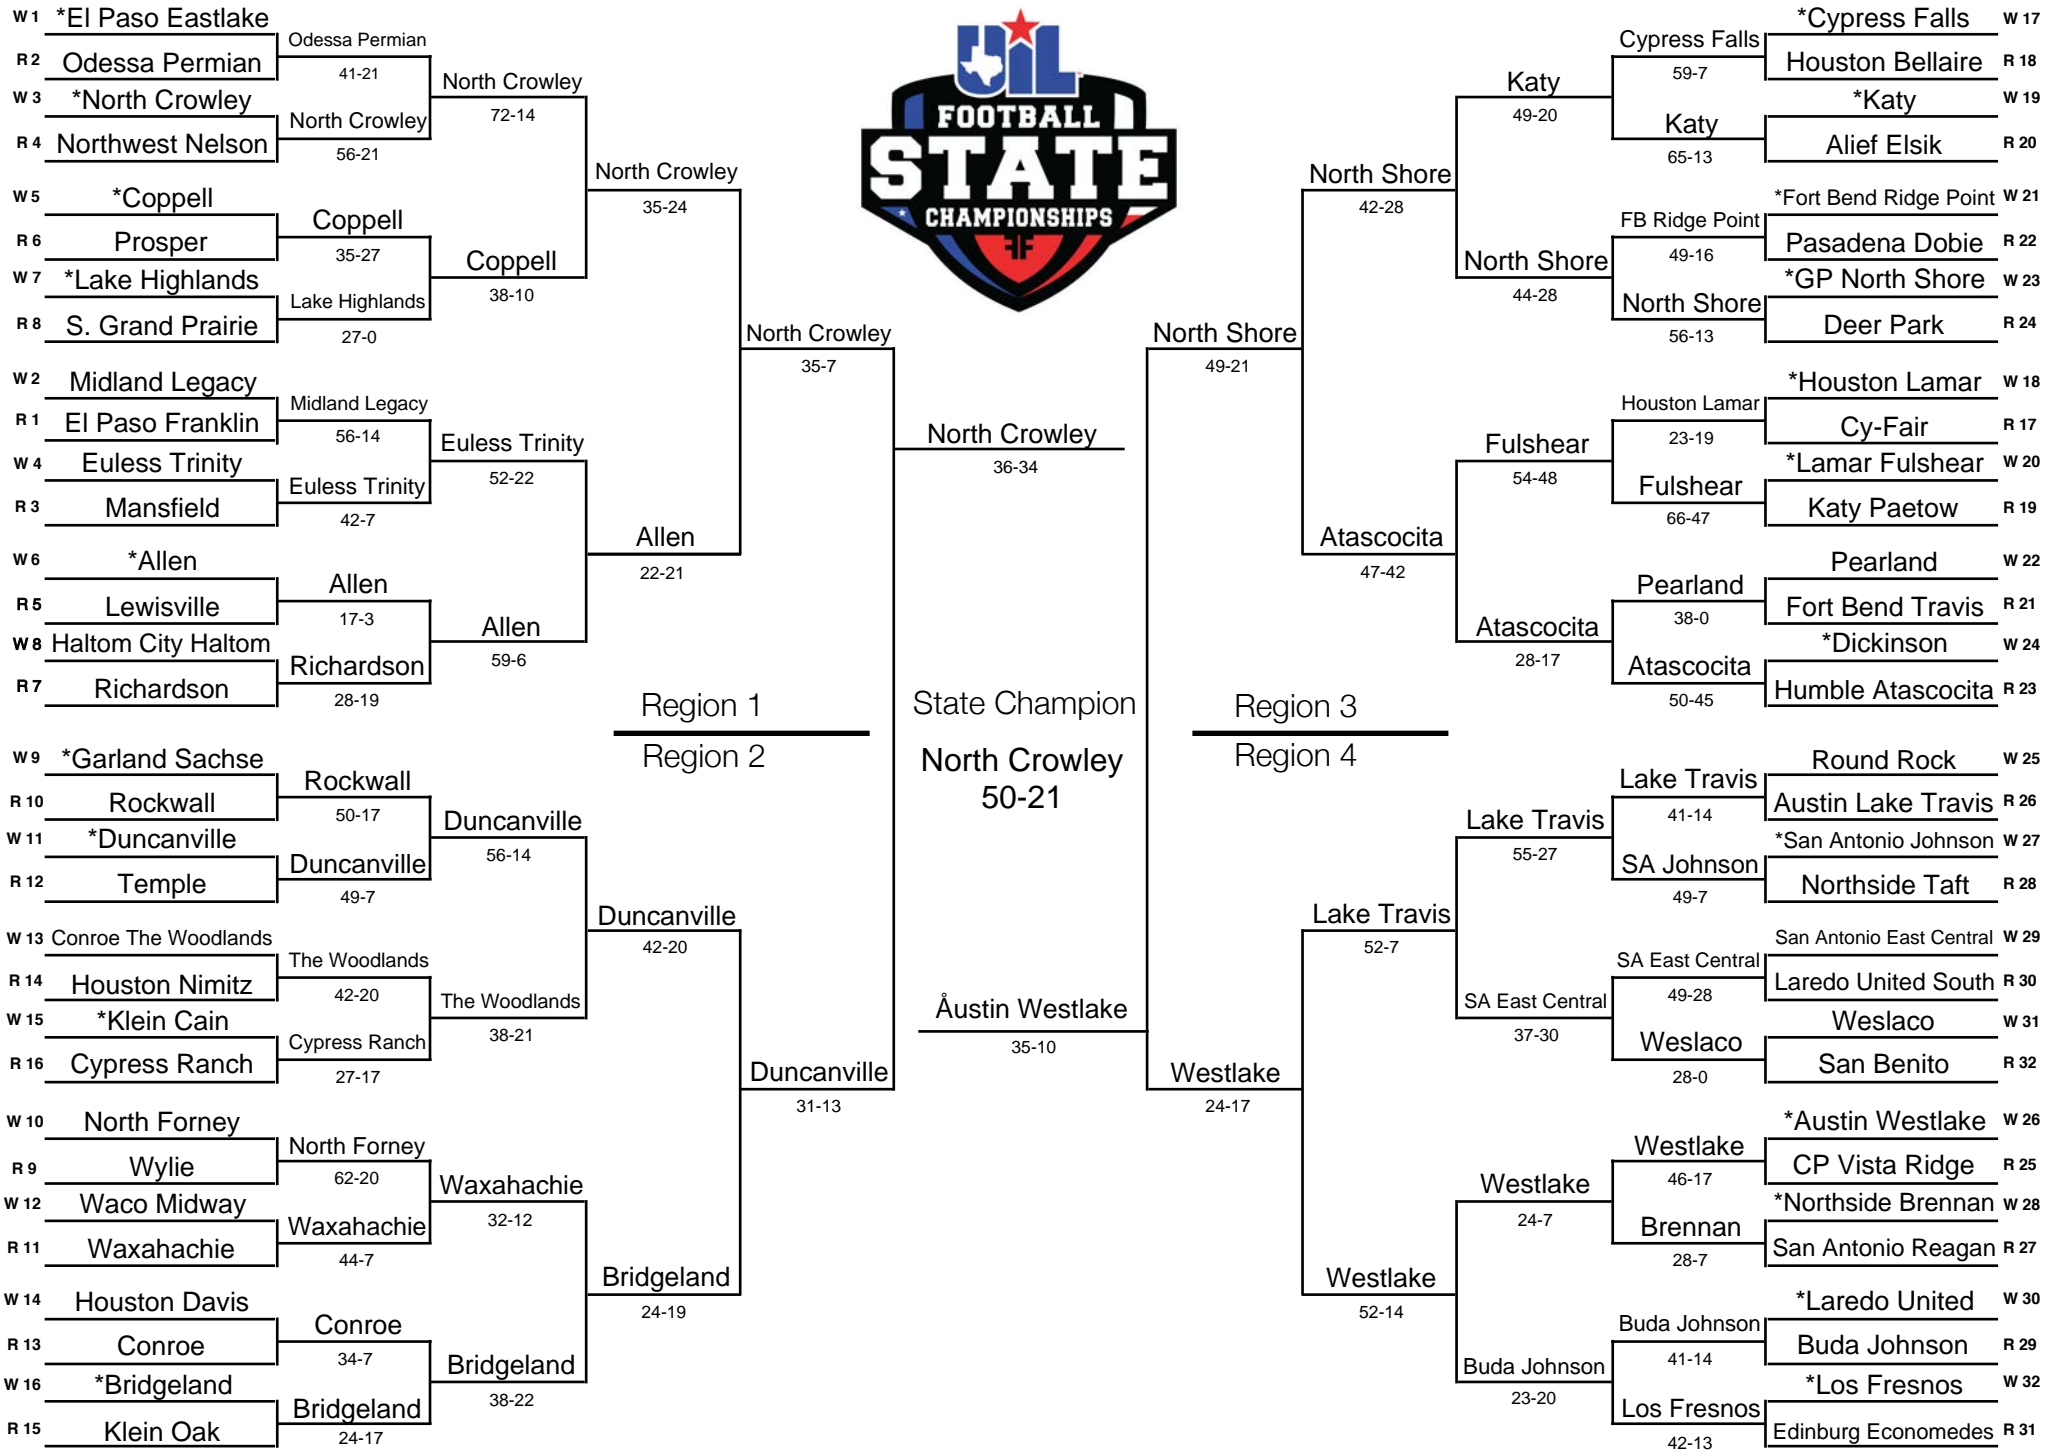 W 1 *El Paso Eastlake
R 2 Odessa Permian
W 3 *North Crowley
R 4 Northwest Nelson
W 5 *Coppell
R 6 Prosper
W 7 *Lake Highlands
R 8 S. Grand Prairie
W 2 Midland Legacy
R 1 El Paso Franklin
W 4 Euless Trinity
R 3 Mansfield
W 6 *Allen
R 5 Lewisville
W 8 Haltom City Haltom
R 7 Richardson
W 9 *Garland Sachse
R 10 Rockwall
W 11 *Duncanville
R 12 Temple
W 13 Conroe The Woodlands
R 14 Houston Nimitz
W 15 *Klein Cain
R 16 Cypress Ranch
W 10 North Forney
R 9 Wylie
W 12 Waco Midway
R 11 Waxahachie
W 14 Houston Davis
R 13 Conroe
W 16 *Bridgeland
R 15 Klein Oak
Odessa Permian
41-21
North Crowley
56-21
Coppell
35-27
Lake Highlands
27-0
Midland Legacy
56-14
Euless Trinity
42-7
Allen
17-3
Richardson
28-19
Rockwall
50-17
Duncanville
49-7
The Woodlands
42-20
Cypress Ranch
27-17
North Forney
62-20
Waxahachie
44-7
Conroe
34-7
Bridgeland
24-17
North Crowley
72-14
Coppell
38-10
Euless Trinity
52-22
Allen
59-6
Duncanville
56-14
The Woodlands
38-21
Waxahachie
32-12
Bridgeland
38-22
North Crowley
35-24
Allen
22-21
Duncanville
42-20
Bridgeland
24-19
North Crowley
35-7
Duncanville
31-13
Region 1
Region 2
UIL
FOOTBALL
STATE
CHAMPIONSHIPS
North Crowley
36-34
State Champion
North Crowley
50-21
Åustin Westlake
35-10
Region 3
Region 4
North Shore
49-21
Westlake
24-17
North Shore
42-28
Atascocita
47-42
Lake Travis
52-7
Westlake
52-14
Katy
49-20
North Shore
44-28
Fulshear
54-48
Atascocita
28-17
Lake Travis
55-27
SA East Central
37-30
Westlake
24-7
Buda Johnson
23-20
Cypress Falls
59-7
Katy
65-13
FB Ridge Point
49-16
North Shore
56-13
Houston Lamar
23-19
Fulshear
66-47
Pearland
38-0
Atascocita
50-45
Lake Travis
41-14
SA Johnson
49-7
SA East Central
49-28
Weslaco
28-0
Westlake
46-17
Brennan
28-7
Buda Johnson
41-14
Los Fresnos
42-13
*Cypress Falls W 17
Houston Bellaire R 18
*Katy W 19
Alief Elsik R 20
*Fort Bend Ridge Point W 21
Pasadena Dobie R 22
*GP North Shore W 23
Deer Park R 24
*Houston Lamar W 18
Cy-Fair R 17
*Lamar Fulshear W 20
Katy Paetow R 19
Pearland W 22
Fort Bend Travis R 21
*Dickinson W 24
Humble Atascocita R 23
Round Rock W 25
Austin Lake Travis R 26
*San Antonio Johnson W 27
Northside Taft R 28
San Antonio East Central W 29
Laredo United South R 30
Weslaco W 31
San Benito R 32
*Austin Westlake W 26
CP Vista Ridge R 25
*Northside Brennan W 28
San Antonio Reagan R 27
*Laredo United W 30
Buda Johnson R 29
*Los Fresnos W 32
Edinburg Economedes R 31